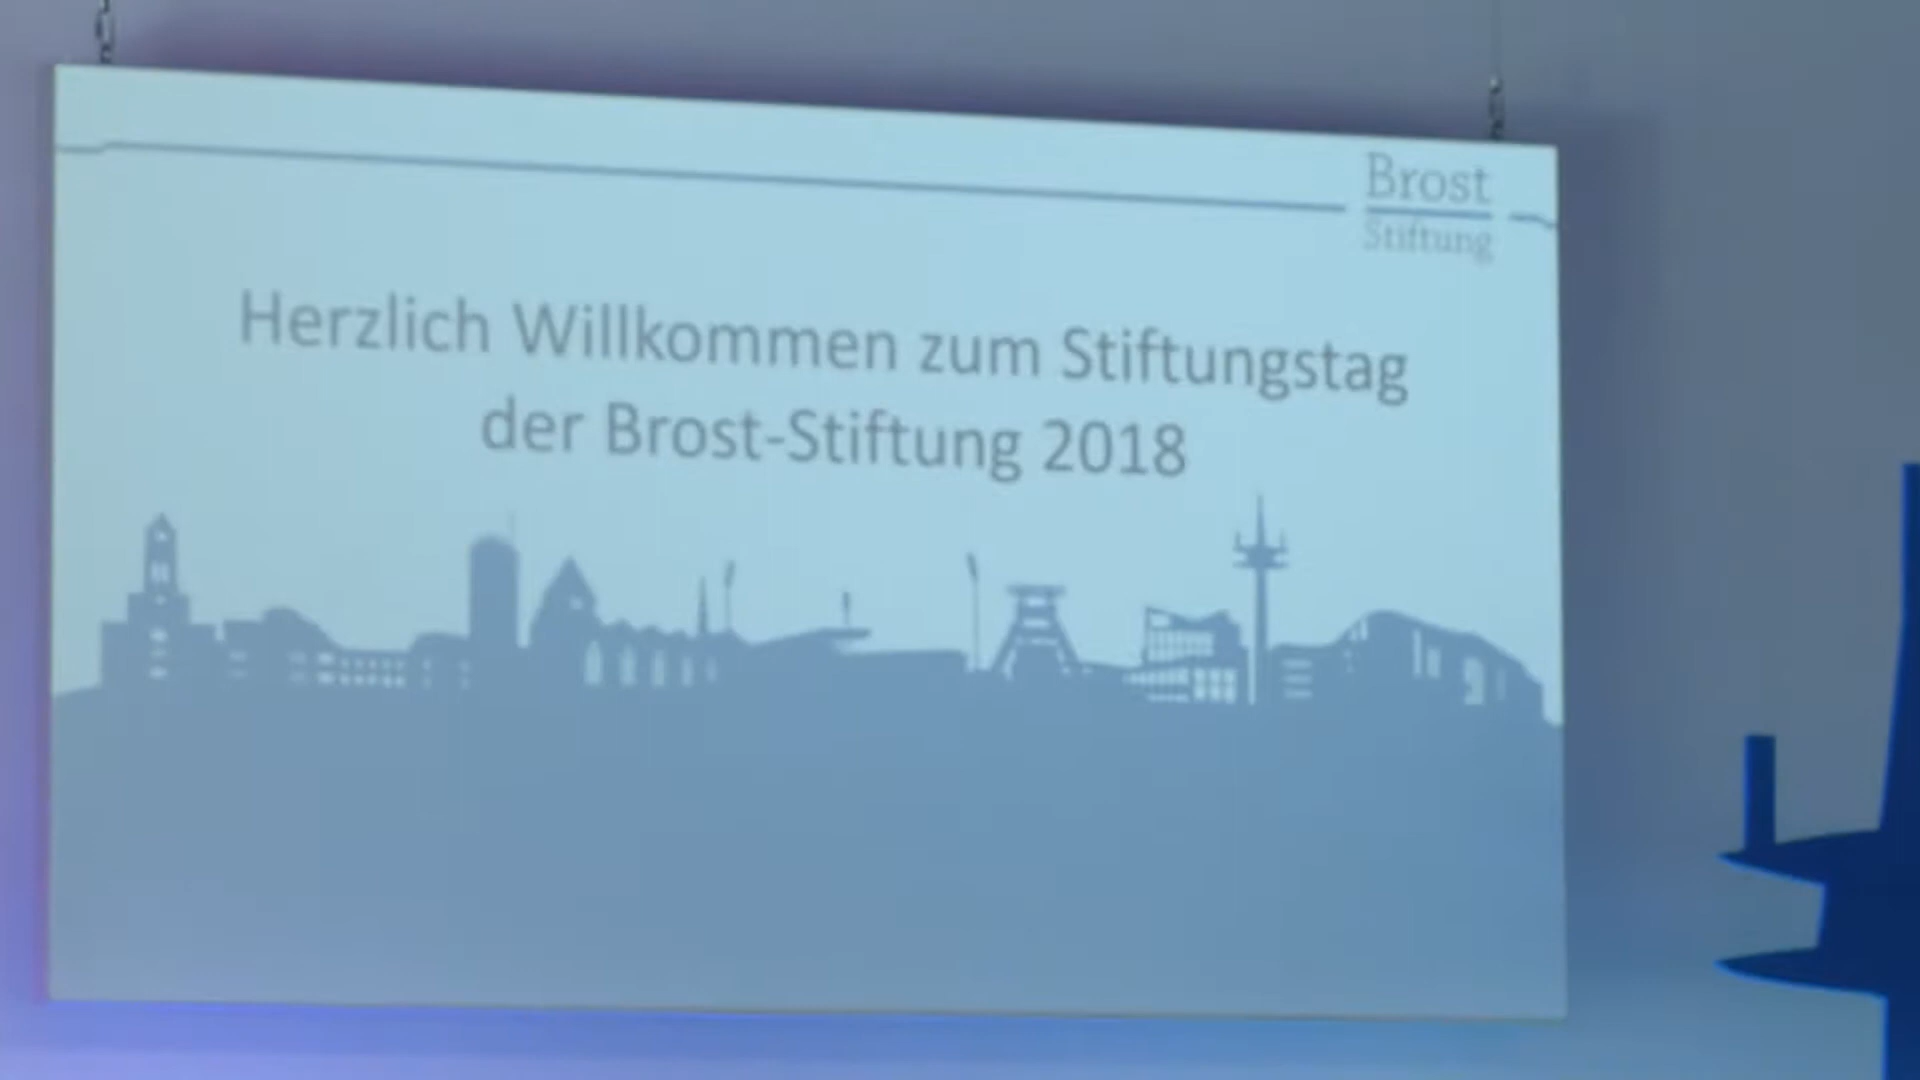 Brost
Stiftung
Herzlich Willkommen zum Stiftungstag
der Brost-Stiftung 2018